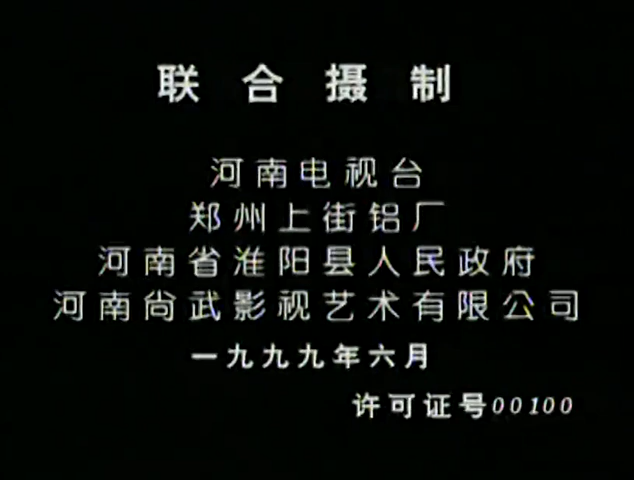 联合摄制
河南电视台
郑州上街铝厂
河南省淮阳县人民政府
河南尚武影视艺术有限公司
一九九九年六月
许可证号00100